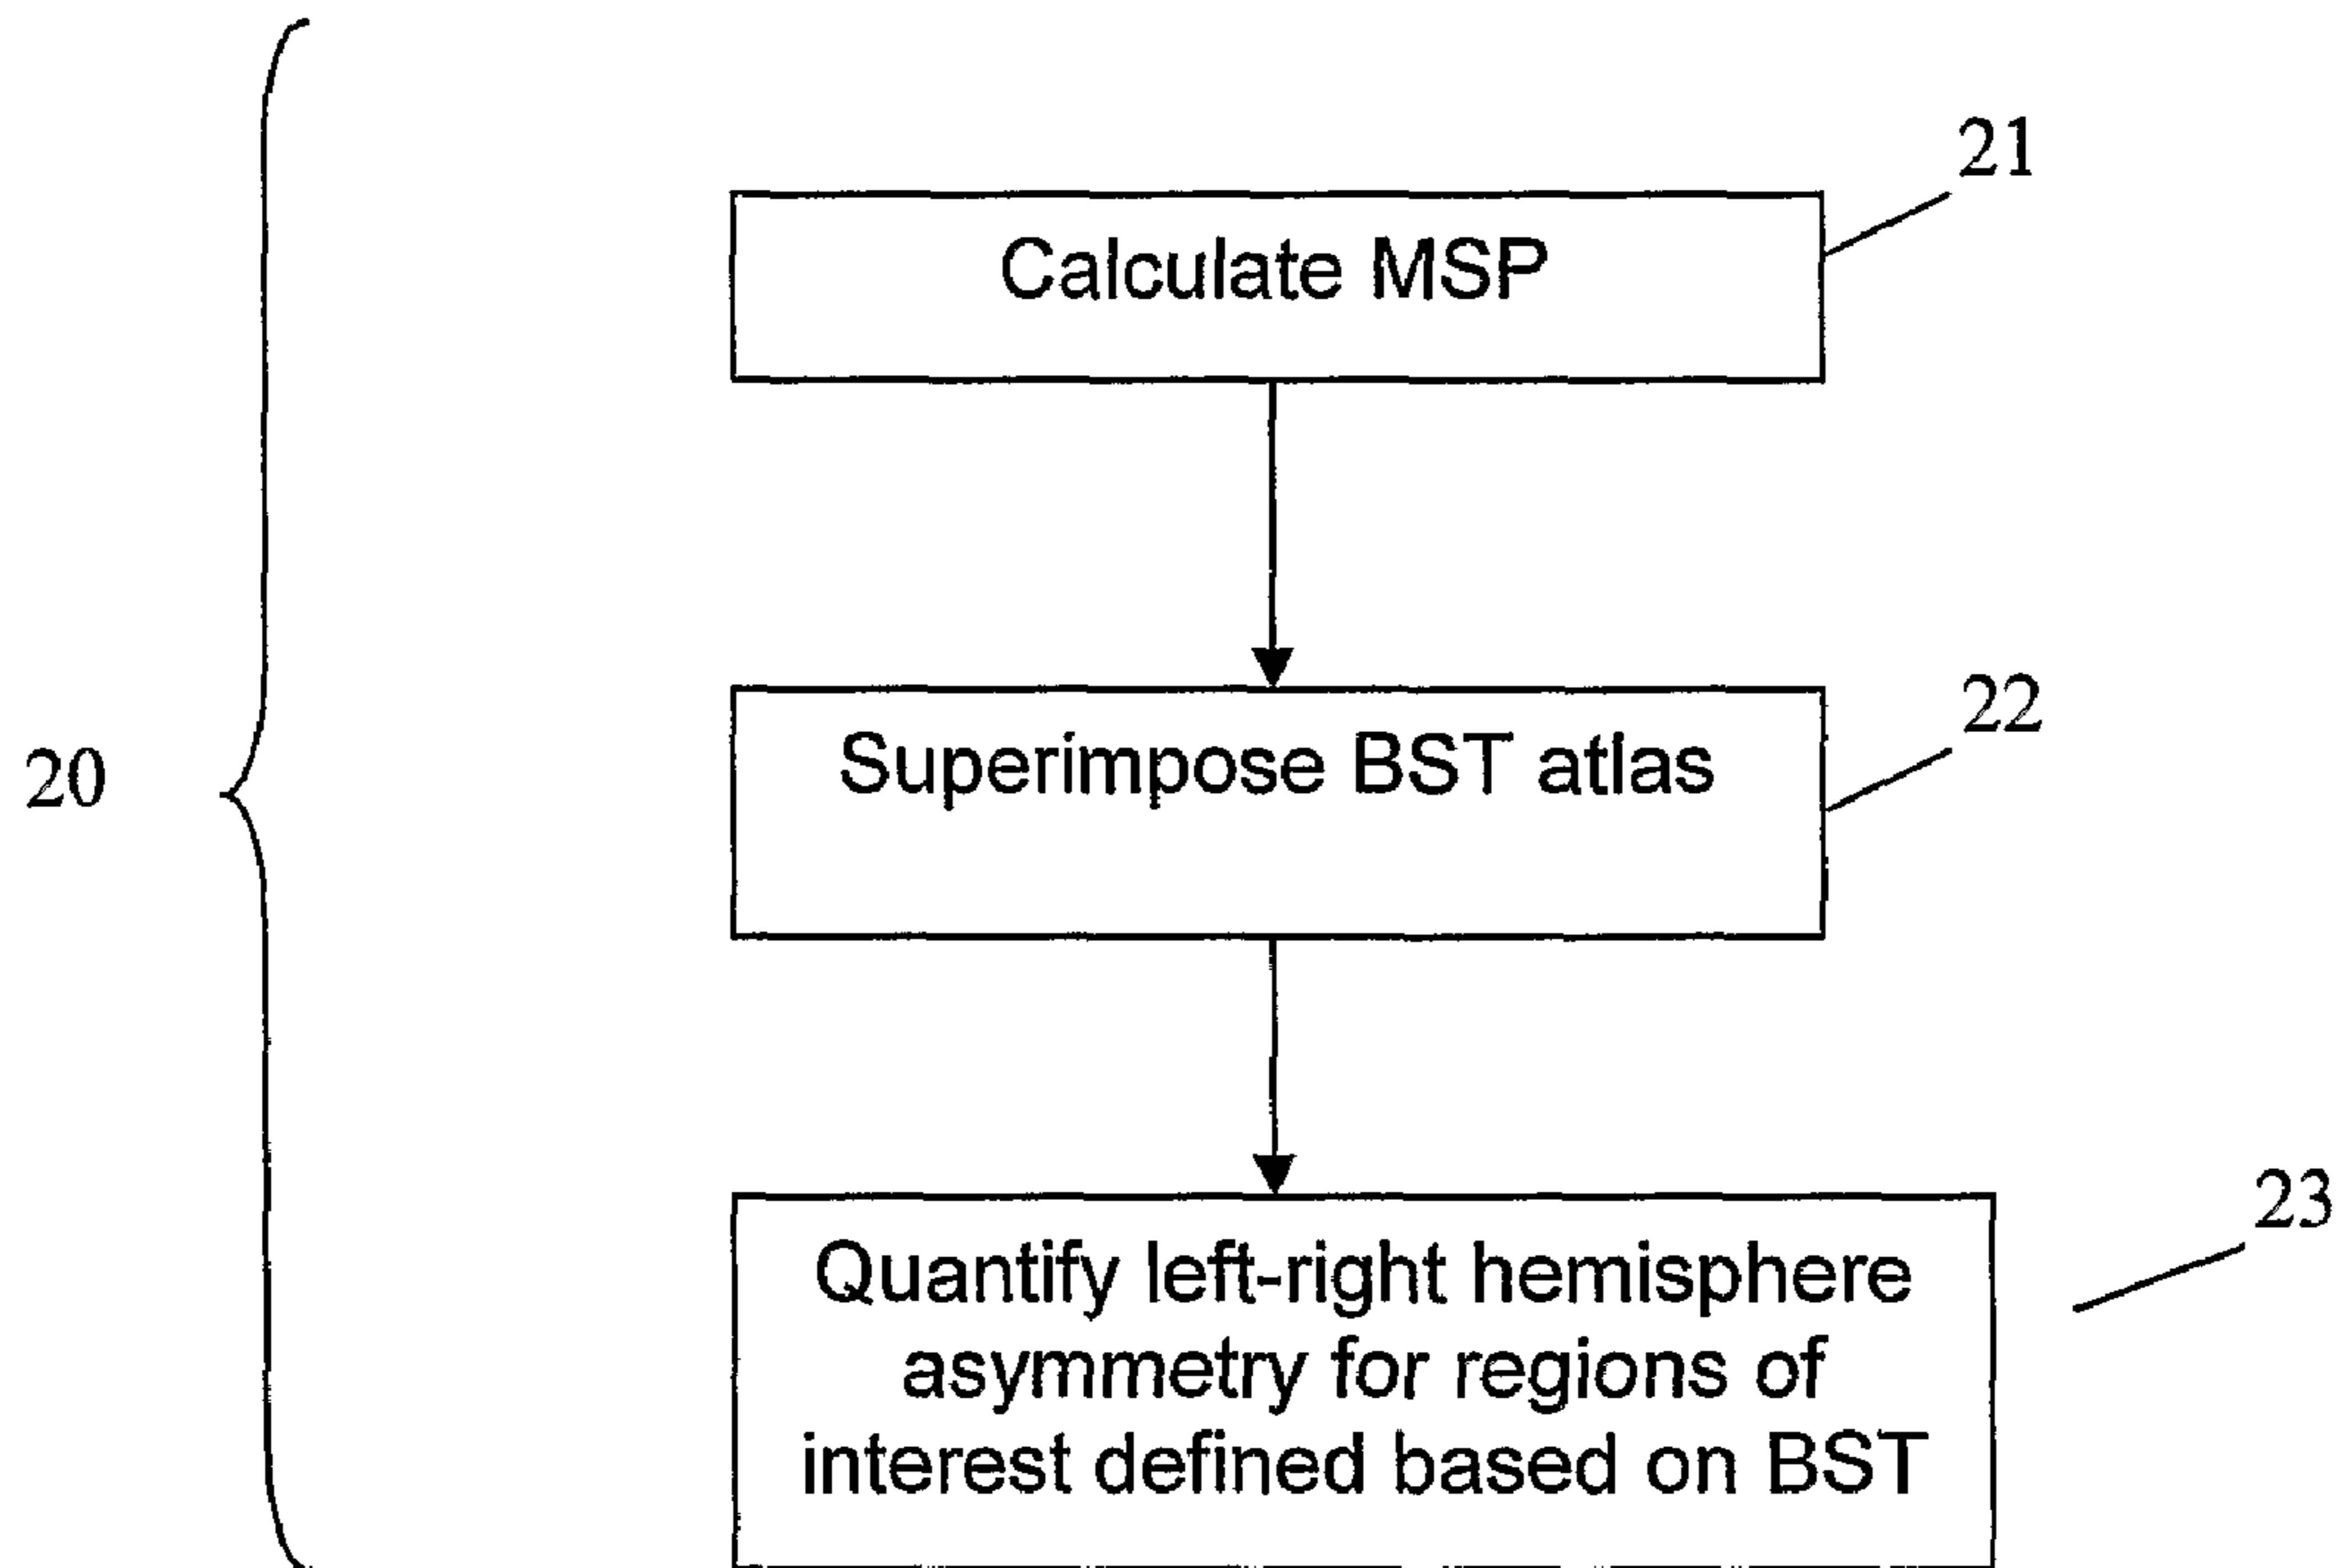 21
Calculate MSP
22
Superimpose BST atlas
20
23
Quantify left-right hemisphere
asymmetry for regions of
interest defined based on BST